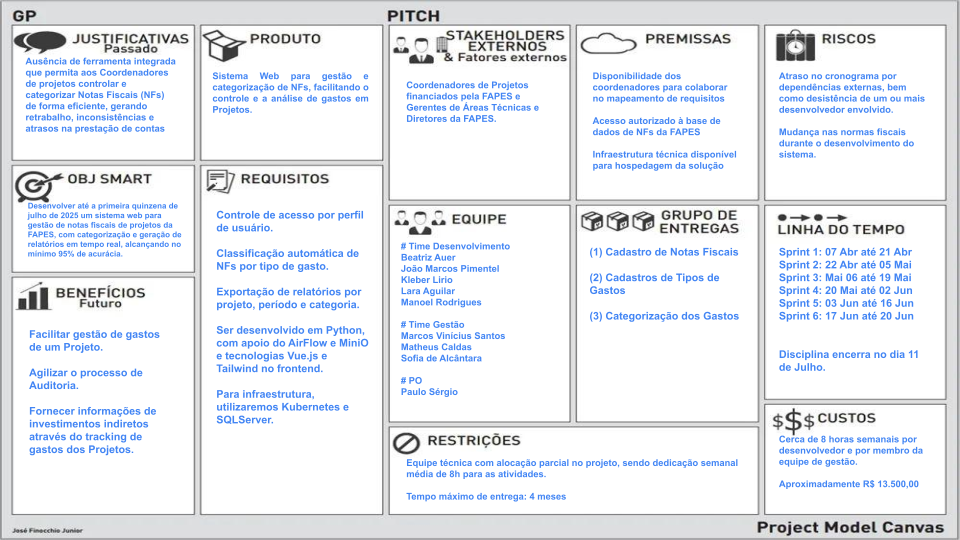 GP
PITCH
JUSTIFICATIVAS
Passado
Ausência de ferramenta integrada
que permita aos Coordenadores
de projetos controlar e
categorizar Notas Fiscais (NFs)
de forma eficiente, gerando
retrabalho, inconsistências e
atrasos na prestação de contas
PRODUTO
Sistema Web para gestão e
categorização de NFs, facilitando o
controle e a análise de gastos em
Projetos.
STAKEHOLDERS
EXTERNOS
& Fatores externos
Coordenadores de Projetos
financiados pela FAPES e
Gerentes de Áreas Técnicas e
Diretores da FAPES.
PREMISSAS
Disponibilidade dos
coordenadores para colaborar
no mapeamento de requisitos
Acesso autorizado à base de
dados de NFs da FAPES
Infraestrutura técnica disponível
para hospedagem da solução
RISCOS
Atraso no cronograma por
dependências externas, bem
como desistência de um ou mais
desenvolvedor envolvido.
Mudança nas normas fiscais
durante o desenvolvimento do
sistema.
OBJ SMART
Desenvolver até a primeira quinzena de
julho de 2025 um sistema web para
gestão de notas fiscais de projetos da
FAPES, com categorização e geração de
relatórios em tempo real, alcançando no
mínimo 95% de acurácia.
REQUISITOS
Controle de acesso por perfil
de usuário.
Classificação automática de
NFs por tipo de gasto.
Exportação de relatórios por
projeto, período e categoria.
Ser desenvolvido em Python,
com apoio do AirFlow e MiniO
e tecnologias Vue.js e
Tailwind no frontend.
Para infraestrutura,
utilizaremos Kubernetes e
SQLServer.
EQUIPE
# Time Desenvolvimento
Beatriz Auer
João Marcos Pimentel
Kleber Lirio
Lara Aguilar
Manoel Rodrigues
# Time Gestão
Marcos Vinícius Santos
Matheus Caldas
Sofia de Alcântara
# PO
Paulo Sérgio
GRUPO DE
ENTREGAS
(1) Cadastro de Notas Fiscais
(2) Cadastros de Tipos de
Gastos
(3) Categorização dos Gastos
LINHA DO TEMPO
Sprint 1: 07 Abr até 21 Abr
Sprint 2: 22 Abr até 05 Mai
Sprint 3: Mai 06 até 19 Mai
Sprint 4: 20 Mai até 02 Jun
Sprint 5: 03 Jun até 16 Jun
Sprint 6: 17 Jun até 20 Jun
Disciplina encerra no dia 11
de Julho.
BENEFÍCIOS
Futuro
Facilitar gestão de gastos
de um Projeto.
Agilizar o processo de
Auditoria.
Fornecer informações de
investimentos indiretos
através do tracking de
gastos dos Projetos.
RESTRIÇÕES
Equipe técnica com alocação parcial no projeto, sendo dedicação semanal
média de 8h para as atividades.
Tempo máximo de entrega: 4 meses
$$$ CUSTOS
Cerca de 8 horas semanais por
desenvolvedor e por membro da
equipe de gestão.
Aproximadamente R$ 13.500,00
José Finocchio Junior
Project Model Canvas